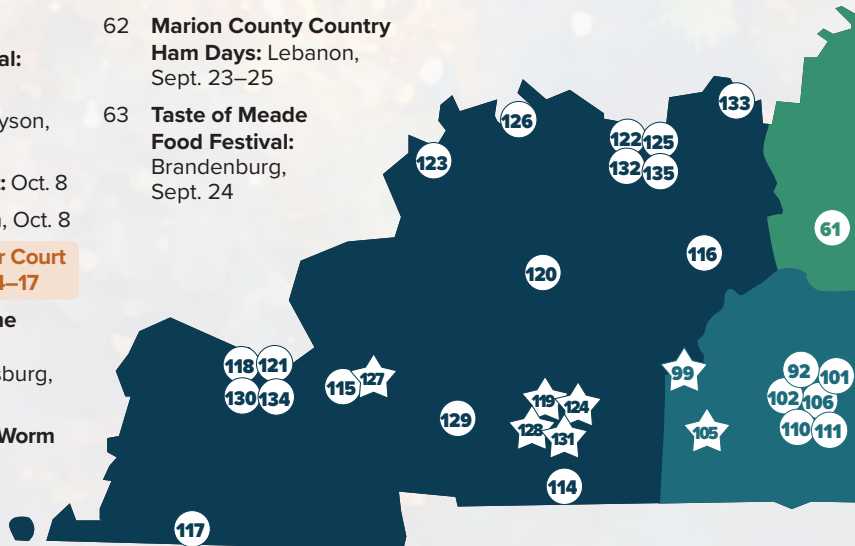 al:
yson,
: Oct. 8
, Oct. 8
r Court
4–17
ne
sburg,
Worm
62 Marion County Country
Ham Days: Lebanon,
Sept. 23–25
63 Taste of Meade
Food Festival:
Brandenburg,
Sept. 24
133
126
122 125
123
132 135
61
116
120
118 121
115 127
130 134
99
92 101
119 124
102 106
129
128 131
105
110 111
114
117